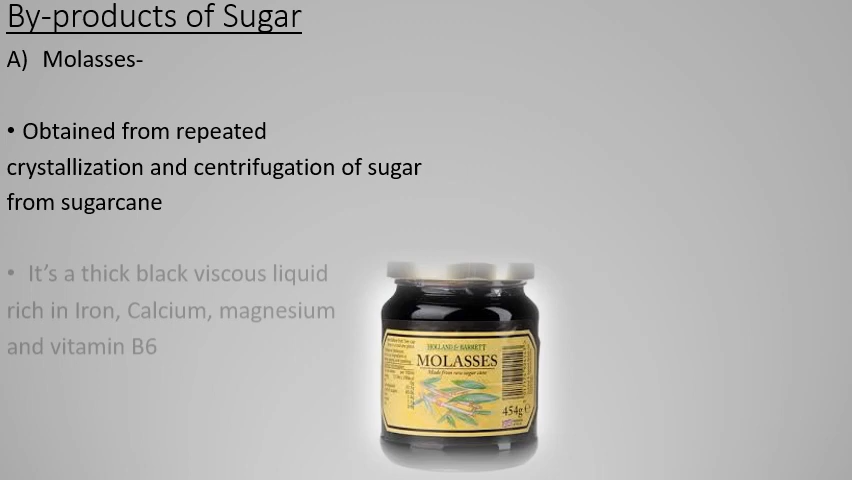 By-products of Sugar
A) Molasses-
• Obtained from repeated
crystallization and centrifugation of sugar
from sugarcane
• It’s a thick black viscous liquid
rich in Iron, Calcium, magnesium
and vitamin B6
HOLLAND & BARRETT
MOLASSES
Made from raw sugar cane
454g e